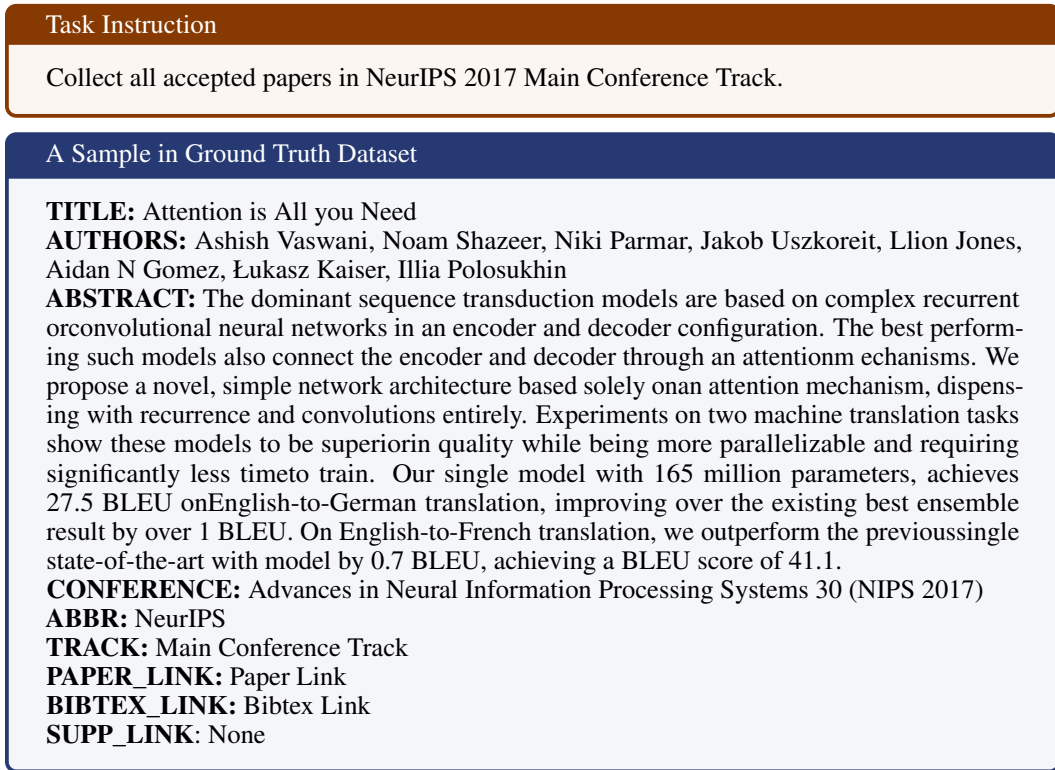 Task Instruction
Collect all accepted papers in NeurIPS 2017 Main Conference Track.
A Sample in Ground Truth Dataset
TITLE: Attention is All you Need
AUTHORS: Ashish Vaswani, Noam Shazeer, Niki Parmar, Jakob Uszkoreit, Llion Jones,
Aidan N Gomez, Łukasz Kaiser, Illia Polosukhin
ABSTRACT: The dominant sequence transduction models are based on complex recurrent
orconvolutional neural networks in an encoder and decoder configuration. The best perform-
ing such models also connect the encoder and decoder through an attentionm echanisms. We
propose a novel, simple network architecture based solely onan attention mechanism, dispens-
ing with recurrence and convolutions entirely. Experiments on two machine translation tasks
show these models to be superiorin quality while being more parallelizable and requiring
significantly less timeto train. Our single model with 165 million parameters, achieves
27.5 BLEU onEnglish-to-German translation, improving over the existing best ensemble
result by over 1 BLEU. On English-to-French translation, we outperform the previoussingle
state-of-the-art with model by 0.7 BLEU, achieving a BLEU score of 41.1.
CONFERENCE: Advances in Neural Information Processing Systems 30 (NIPS 2017)
ABBR: NeurIPS
TRACK: Main Conference Track
PAPER_LINK: Paper Link
BIBTEX_LINK: Bibtex Link
SUPP_LINK: None